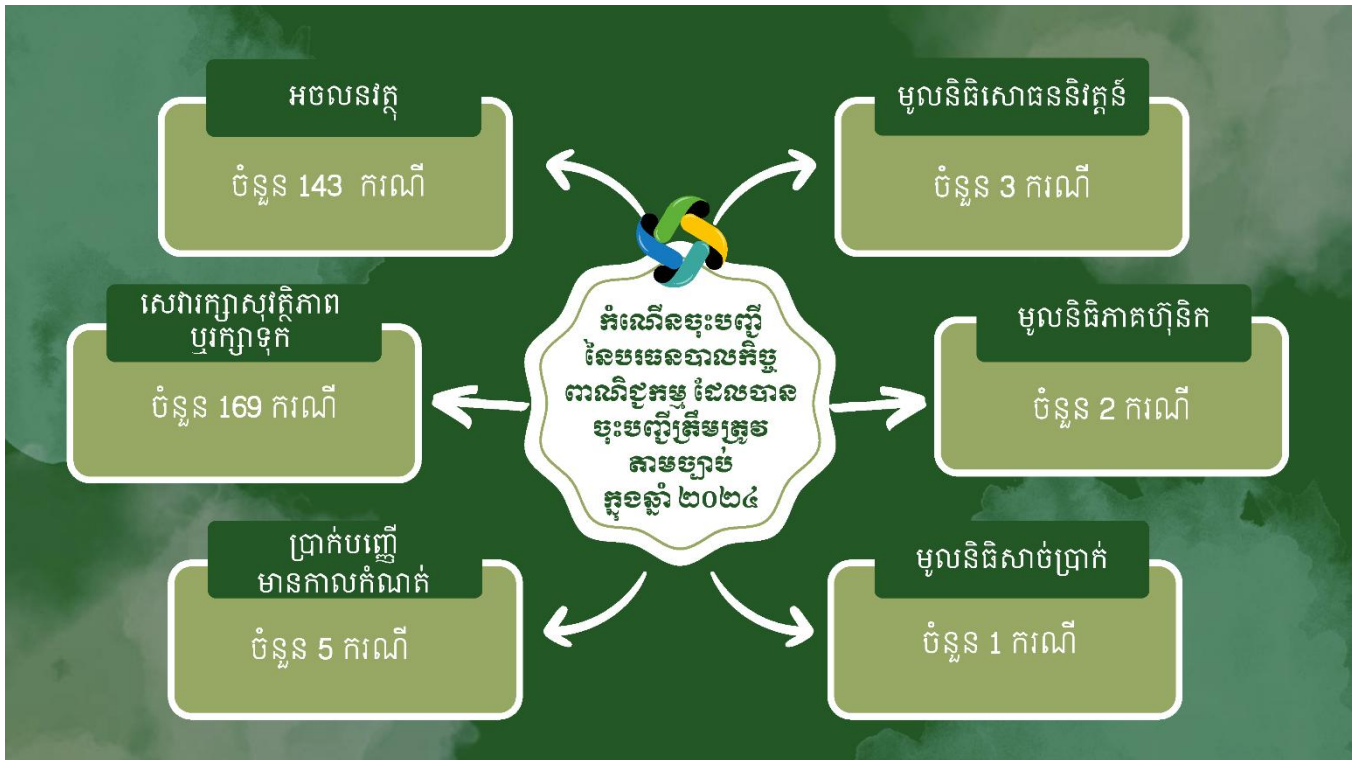 អចលនវត្ថុ
ចំនួន 143 ករណី
មូលនិធិសោធននិវត្តន៍
ចំនួន 3 ករណី
សេវារក្សាសុវត្ថិភាព
ឬរក្សាទុក
ចំនួន 169 ករណី
កំណើនចុះបញ្ជី
នៃបរធនបាលកិច្ច
ពាណិជ្ជកម្ម ដែលបាន
ចុះបញ្ជីត្រឹមត្រូវ
តាមច្បាប់
ក្នុងឆ្នាំ ២០២៤
មូលនិធិភាគហ៊ុនិក
ចំនួន 2 ករណី
ប្រាក់បញ្ញើ
មានកាលកំណត់
ចំនួន 5 ករណី
មូលនិធិសាច់ប្រាក់
ចំនួន 1 ករណី